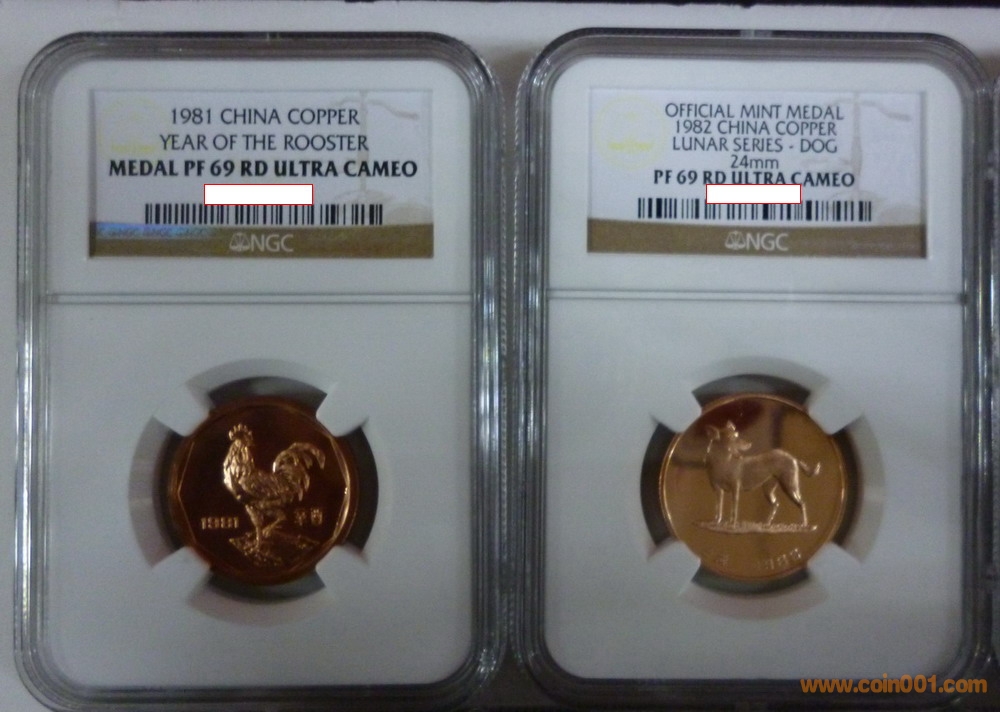 1981 CHINA COPPER
YEAR OF THE ROOSTER
MEDAL PF 69 RD ULTRA CAMEO
NGC
OFFICIAL MINT MEDAL
1982 CHINA COPPER
LUNAR SERIES - DOG
24mm
PF 69 RD ULTRA CAMEO
NGC
1981
www.coin001.com